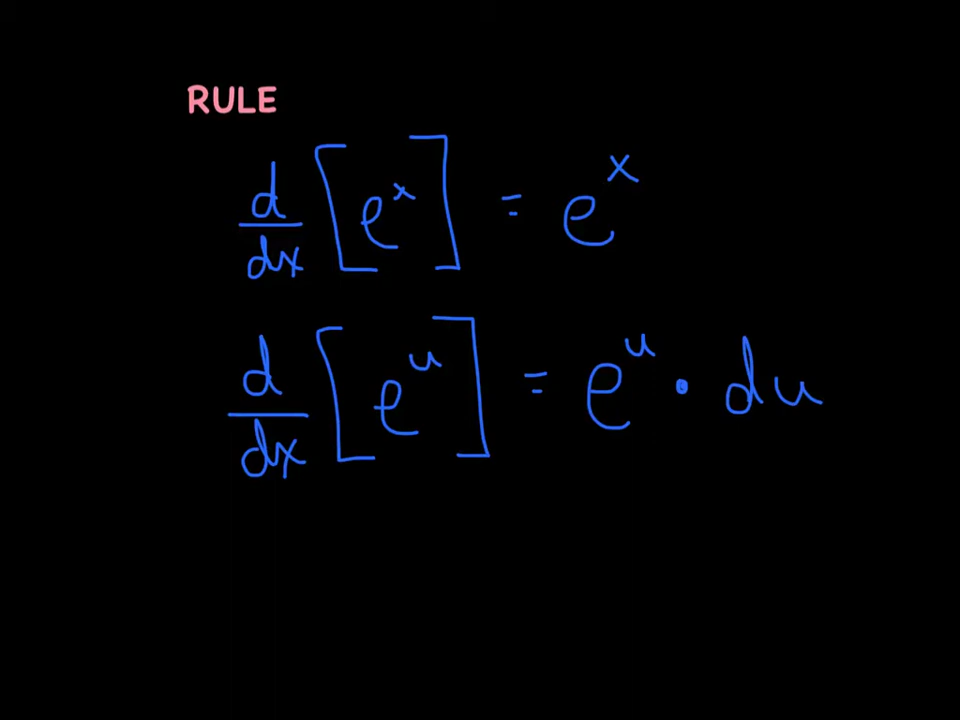 RULE
d/dx [e^x] = e^x
d/dx [e^u] = e^u · du